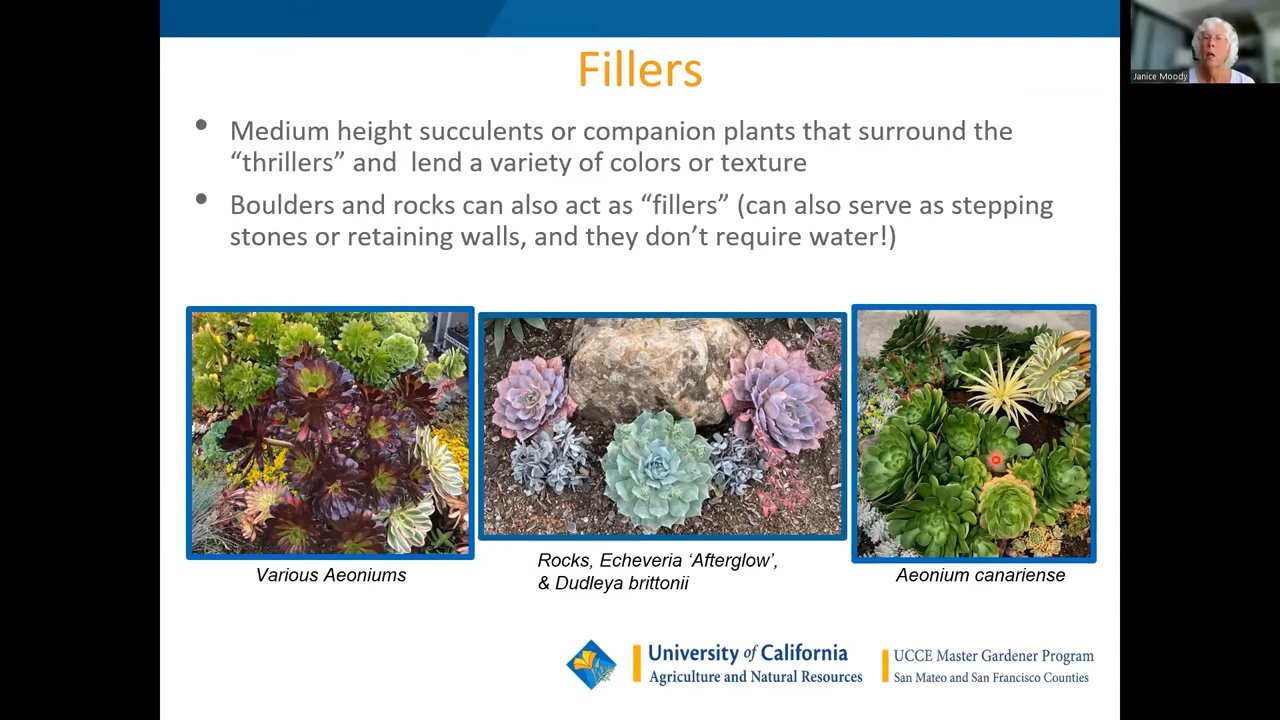 Fillers
• Medium height succulents or companion plants that surround the
“thrillers” and lend a variety of colors or texture
• Boulders and rocks can also act as “fillers” (can also serve as stepping
stones or retaining walls, and they don’t require water!)
Various Aeoniums
Rocks, Echeveria ‘Afterglow’,
& Dudleya brittonii
Aeonium canariense
University of California
Agriculture and Natural Resources
UCCE Master Gardener Program
San Mateo and San Francisco Counties
Janice Moody